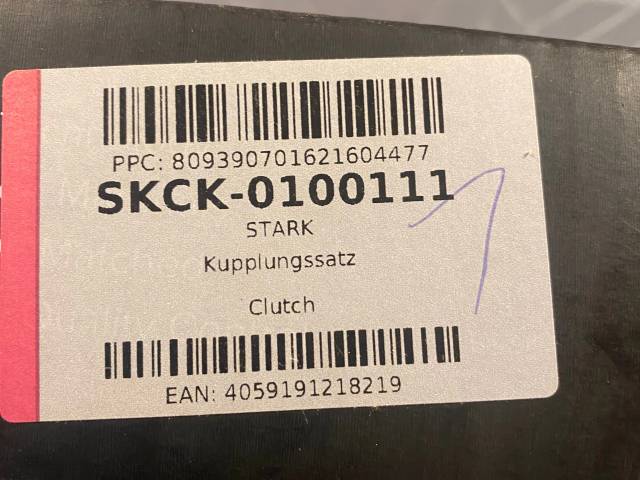 PPC: 809390701621604477
SKCK-0100111
STARK
Kupplungssatz
Clutch
EAN: 4059191218219